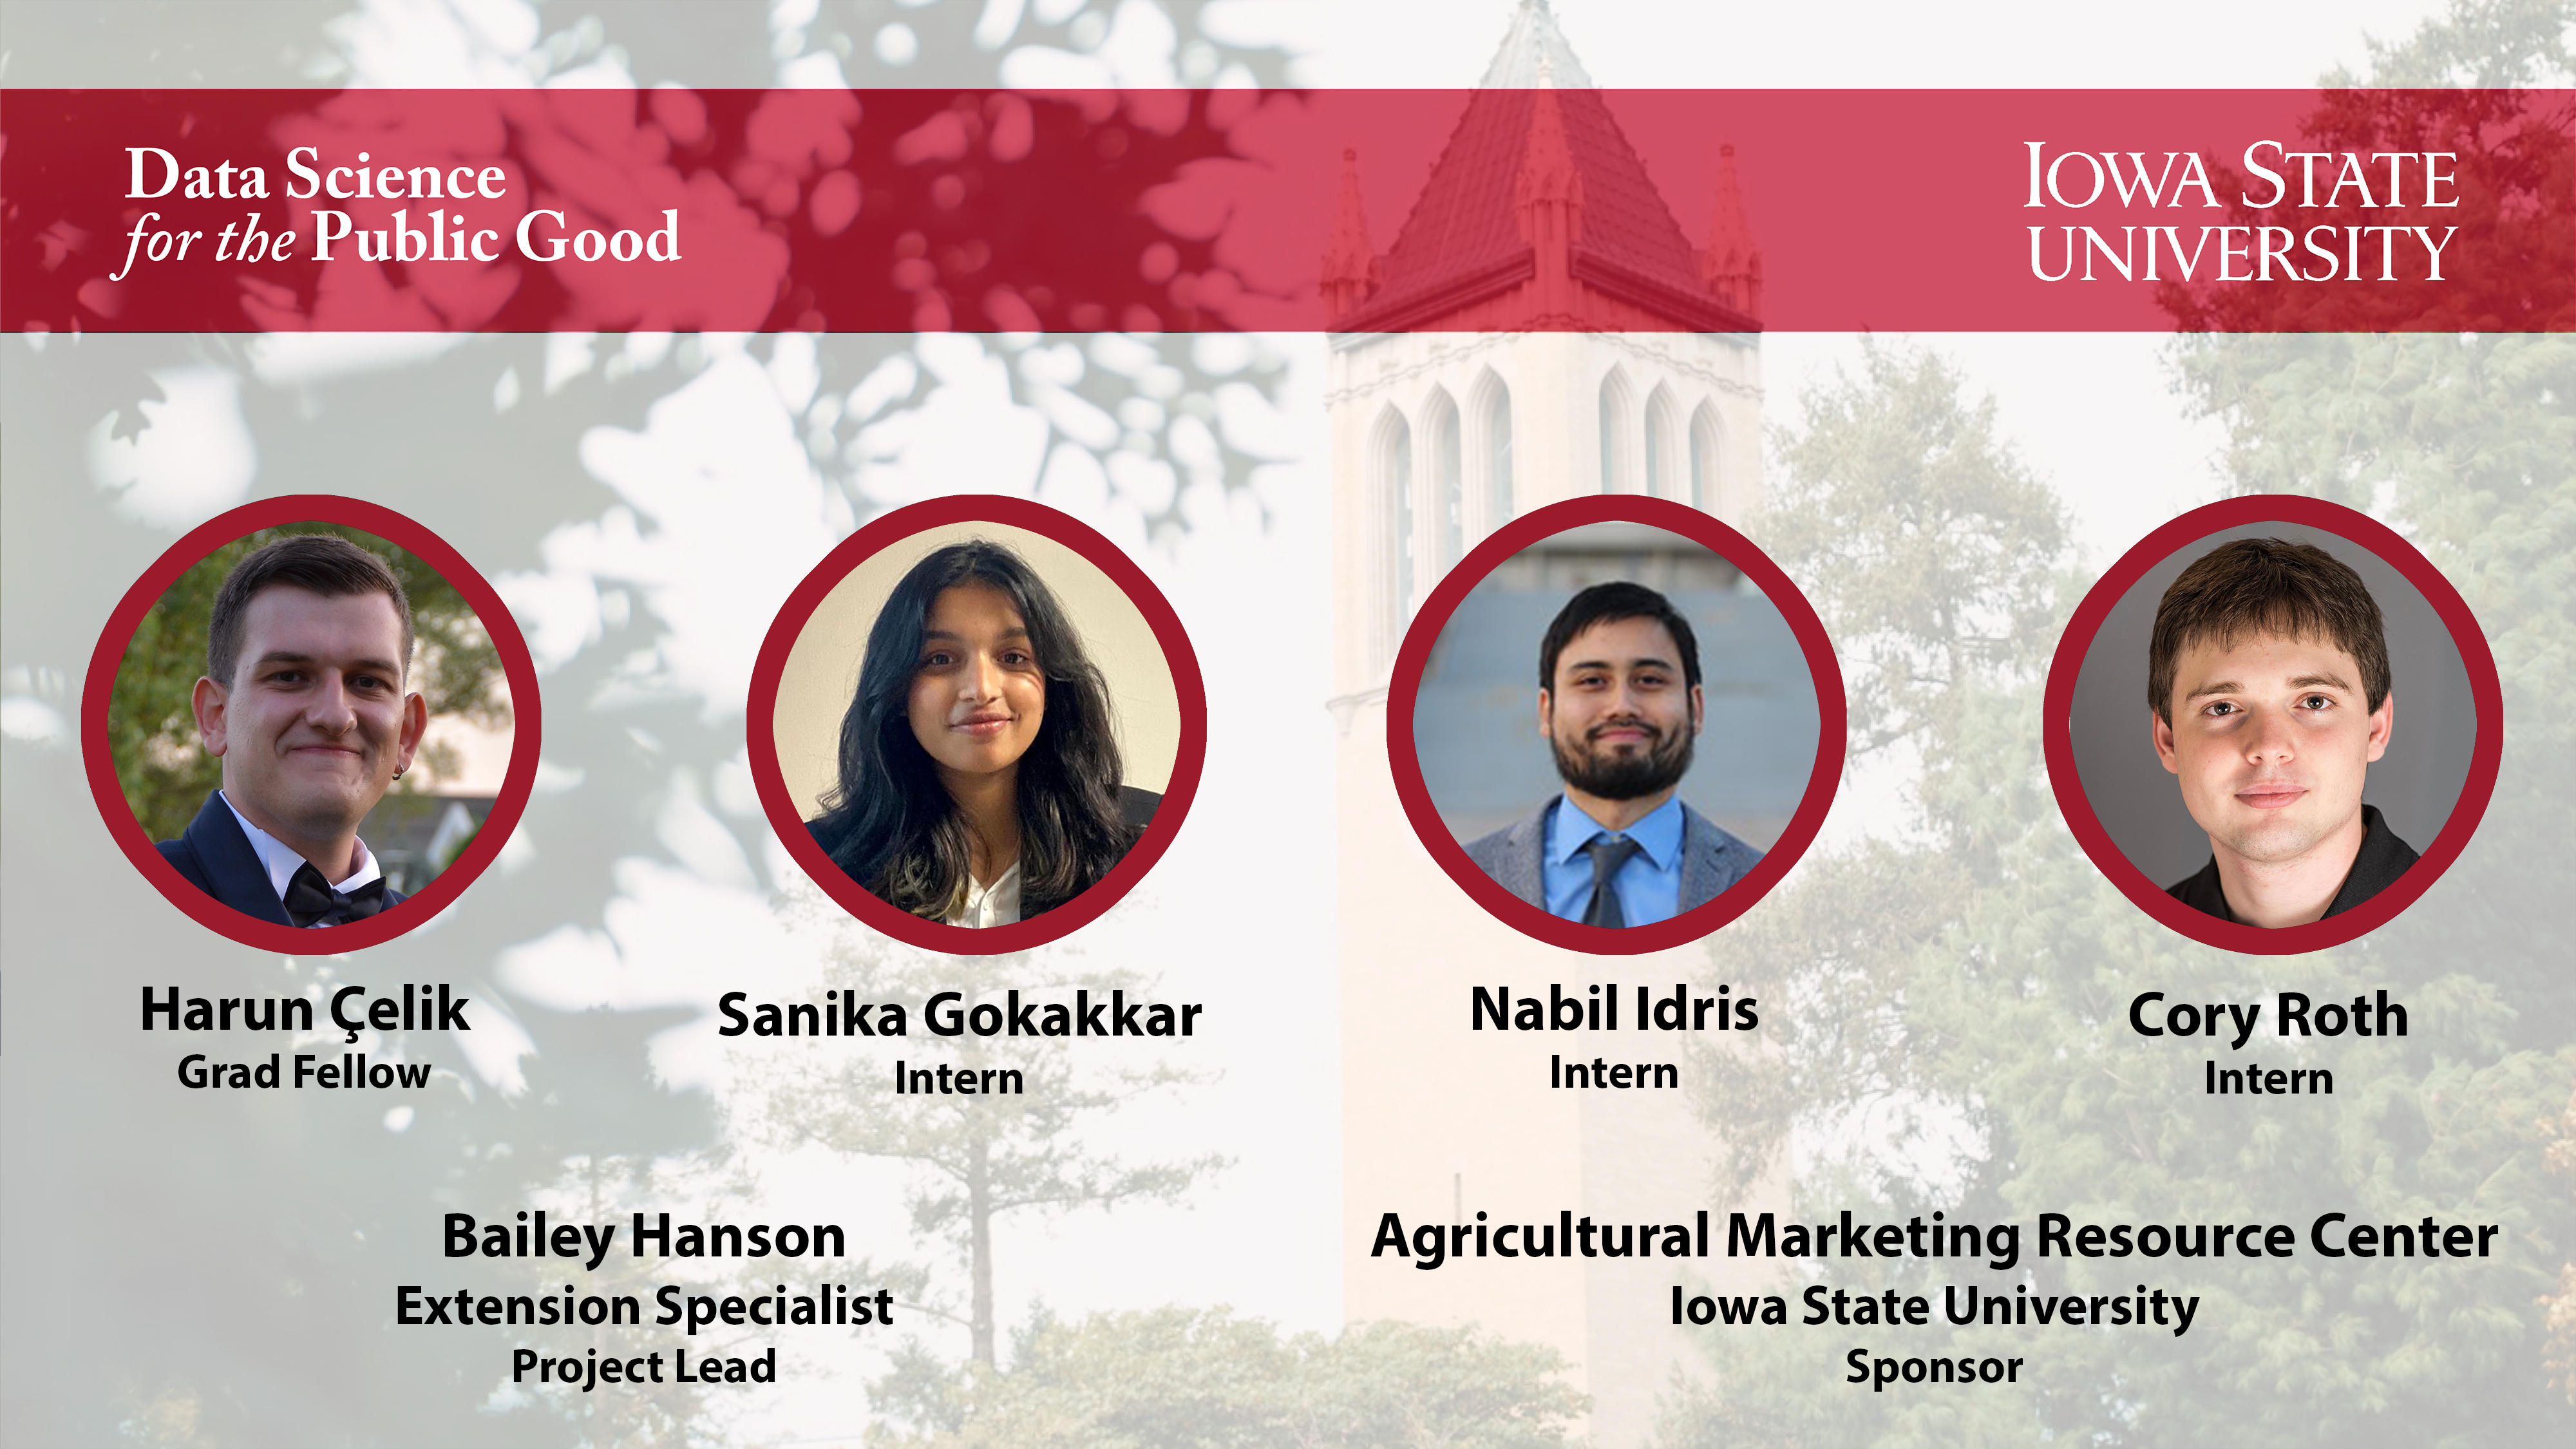 Data Science
for the Public Good
IOWA STATE
UNIVERSITY
Harun Çelik
Grad Fellow
Sanika Gokakkar
Intern
Nabil Idris
Intern
Cory Roth
Intern
Bailey Hanson
Extension Specialist
Project Lead
Agricultural Marketing Resource Center
Iowa State University
Sponsor